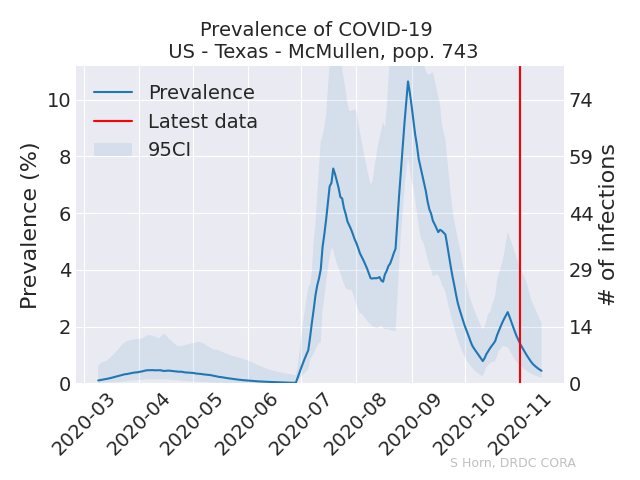 Prevalence of COVID-19
US - Texas - McMullen, pop. 743
Prevalence
Latest data
95CI
Prevalence (%)
10
8
6
4
2
0
74
59
44
29
14
0
# of infections
2020-03
2020-04
2020-05
2020-06
2020-07
2020-08
2020-09
2020-10
2020-11
S Horn, DRDC CORA